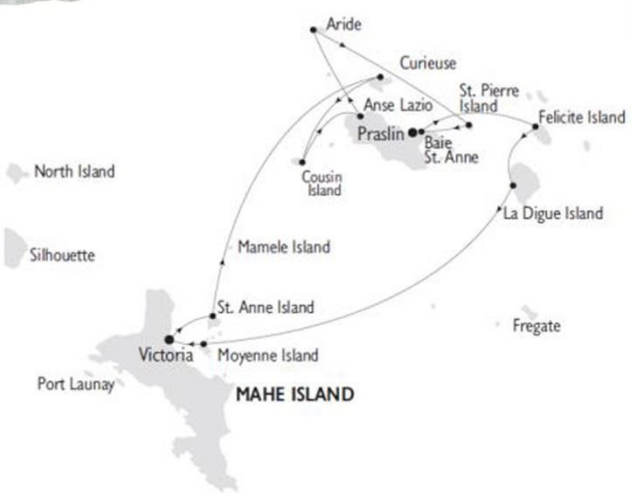 Aride
Curieuse
St. Pierre
Island
Anse Lazio
Felicite Island
Praslin
Baie
St. Anne
North Island
Cousin
Island
La Digue Island
Mamele Island
Silhouette
St. Anne Island
Fregate
Victoria
Moyenne Island
Port Launay
MAHE ISLAND